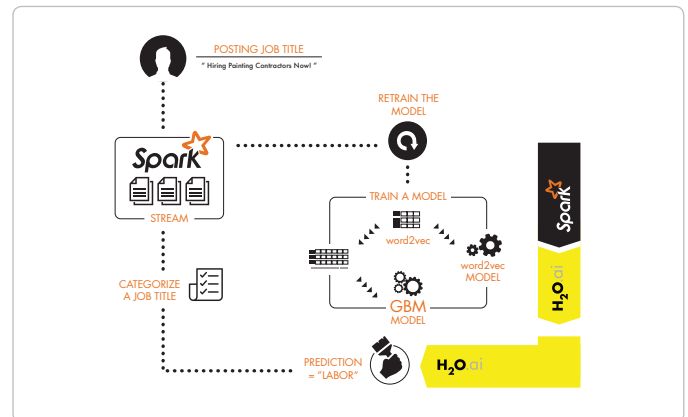 POSTING JOB TITLE
" Hiring Painting Contractors Now! "
RETRAIN THE
MODEL
Spark
STREAM
TRAIN A MODEL
word2vec
word2vec
MODEL
GBM
MODEL
CATEGORIZE
A JOB TITLE
PREDICTION
= "LABOR"
H2O.ai
Spark
H2O.ai